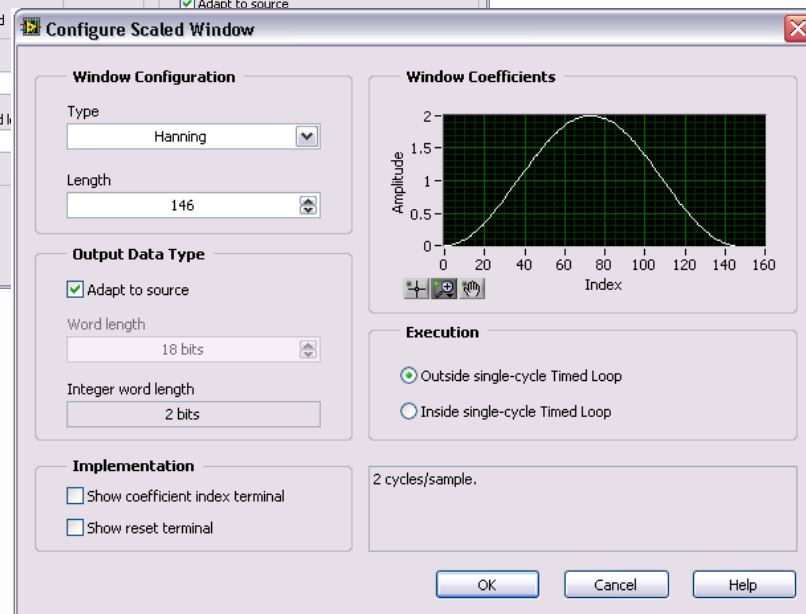 Adapt to source
Configure Scaled Window
Window Configuration
Type
Hanning
Length
146
Output Data Type
Adapt to source
Word length
18 bits
Integer word length
2 bits
Implementation
Show coefficient index terminal
Show reset terminal
Window Coefficients
Amplitude
2
1.5
1
0.5
0
0 20 40 60 80 100 120 140 160
Index
Execution
Outside single-cycle Timed Loop
Inside single-cycle Timed Loop
2 cycles/sample.
OK Cancel Help